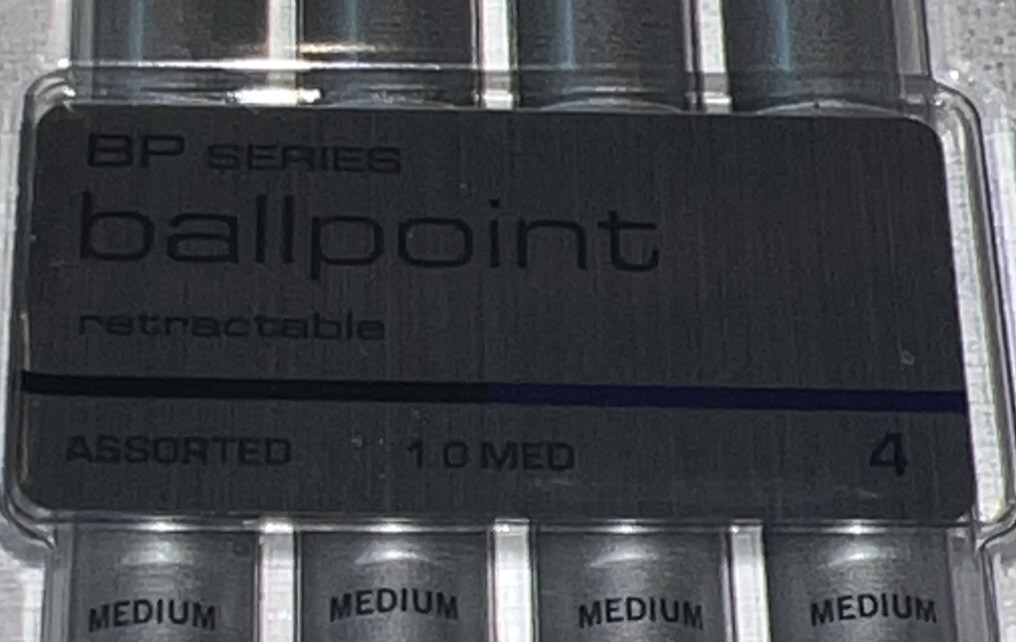 BP SERIES
ballpoint
retractable
ASSORTED 1.0 MED 4
MEDIUM MEDIUM MEDIUM MEDIUM